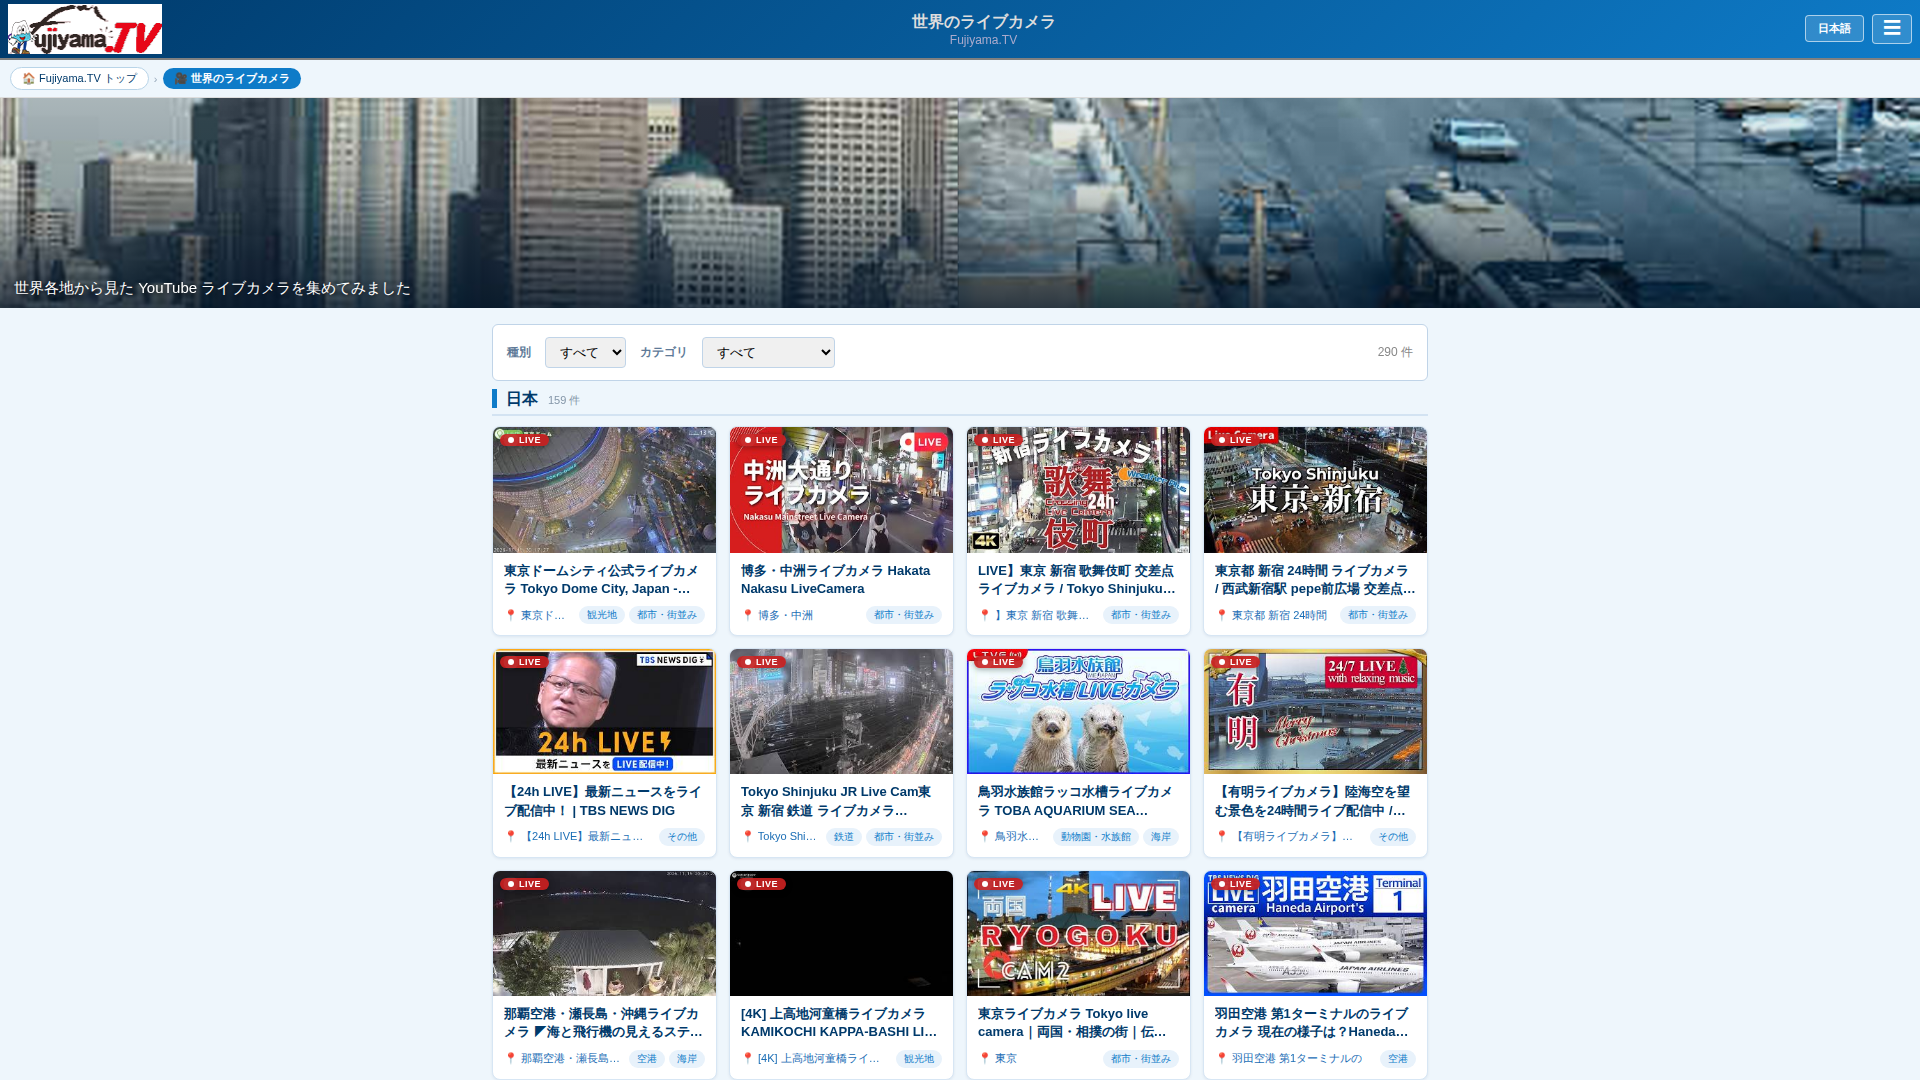 Fujiyama.TV
世界のライブカメラ
Fujiyama.TV
日本語
Fujiyama.TV トップ
›
世界のライブカメラ
世界各地から見た YouTube ライブカメラを集めてみました
種別 すべて カテゴリ すべて 290 件
日本 159 件
LIVE
東京ドームシティ公式ライブカメ
ラ Tokyo Dome City, Japan -…
東京ド… 観光地 都市・街並み
LIVE
LIVE
中洲大通り
ライブカメラ
Nakasu Mainstreet Live Camera
博多・中洲ライブカメラ Hakata
Nakasu LiveCamera
博多・中洲 都市・街並み
LIVE
新宿ライブカメラ
歌舞
24h
Live Camera
伎町
4K
LIVE】東京 新宿 歌舞伎町 交差点
ライブカメラ / Tokyo Shinjuku…
】東京 新宿 歌舞… 都市・街並み
LIVE
Tokyo Shinjuku
東京・新宿
東京都 新宿 24時間 ライブカメラ
/ 西武新宿駅 pepe前広場 交差点…
東京都 新宿 24時間 都市・街並み
LIVE
TBS NEWS DIG
24h LIVE
最新ニュースを LIVE配信中!
【24h LIVE】最新ニュースをライ
ブ配信中！ | TBS NEWS DIG
【24h LIVE】最新ニュ… その他
LIVE
Tokyo Shinjuku JR Live Cam東
京 新宿 鉄道 ライブカメラ…
Tokyo Shi… 鉄道 都市・街並み
LIVE
鳥羽水族館
ラッコ水槽 LIVEカメラ
鳥羽水族館ラッコ水槽ライブカメ
ラ TOBA AQUARIUM SEA…
鳥羽水… 動物園・水族館 海岸
LIVE
24/7 LIVE
with relaxing music
有
明
Merry
Christmas
【有明ライブカメラ】陸海空を望
む景色を24時間ライブ配信中 /…
【有明ライブカメラ】… その他
LIVE
那覇空港・瀬長島・沖縄ライブカ
メラ ◤海と飛行機の見えるステ…
那覇空港・瀬長島… 空港 海岸
LIVE
[4K] 上高地河童橋ライブカメラ
KAMIKOCHI KAPPA-BASHI LI…
[4K] 上高地河童橋ライ… 観光地
LIVE
4K LIVE
両国
RYOGOKU
CAM2
東京ライブカメラ Tokyo live
camera｜両国・相撲の街｜伝…
東京 都市・街並み
LIVE
LIVE
camera
羽田空港
Haneda Airport's
Terminal
1
JAPAN AIRLINES
羽田空港 第1ターミナルのライブ
カメラ 現在の様子は？Haneda…
羽田空港 第1ターミナルの 空港